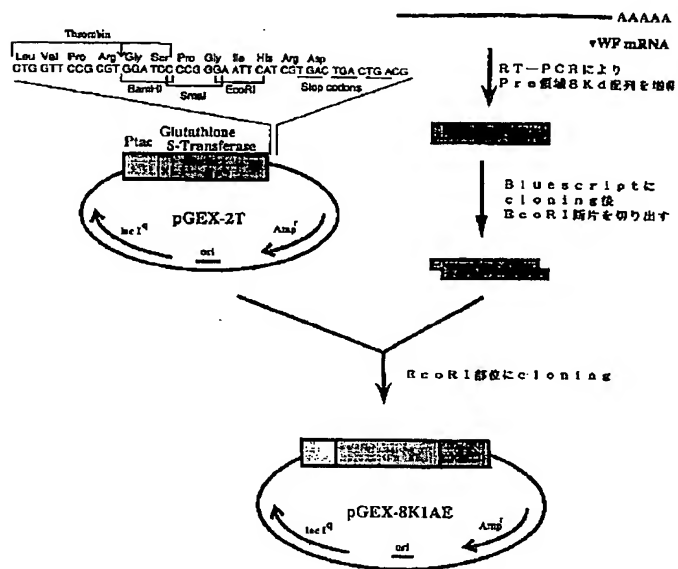 Thrombin
Leu Val Pro Arg Gly Ser Pro Gly Ile His Arg Asp
CTG GTT CCG CGT GGA TCC CCG GGA ATT CAT CGT GAC TGA CTG ACG
BamHI
SmaI
EcoRI
Stop codons
Ptac
Glutathione
S-Transferase
pGEX-2T
lac I q
Amp r
ori
AAAAA
vWF mRNA
RT-PCRにより
Pro領域8Kd配列を増幅
Bluescriptに
cloning後
EcoRI断片を切り出す
EcoRI部位にcloning
pGEX-8K1AE
lac I q
Amp r
ori